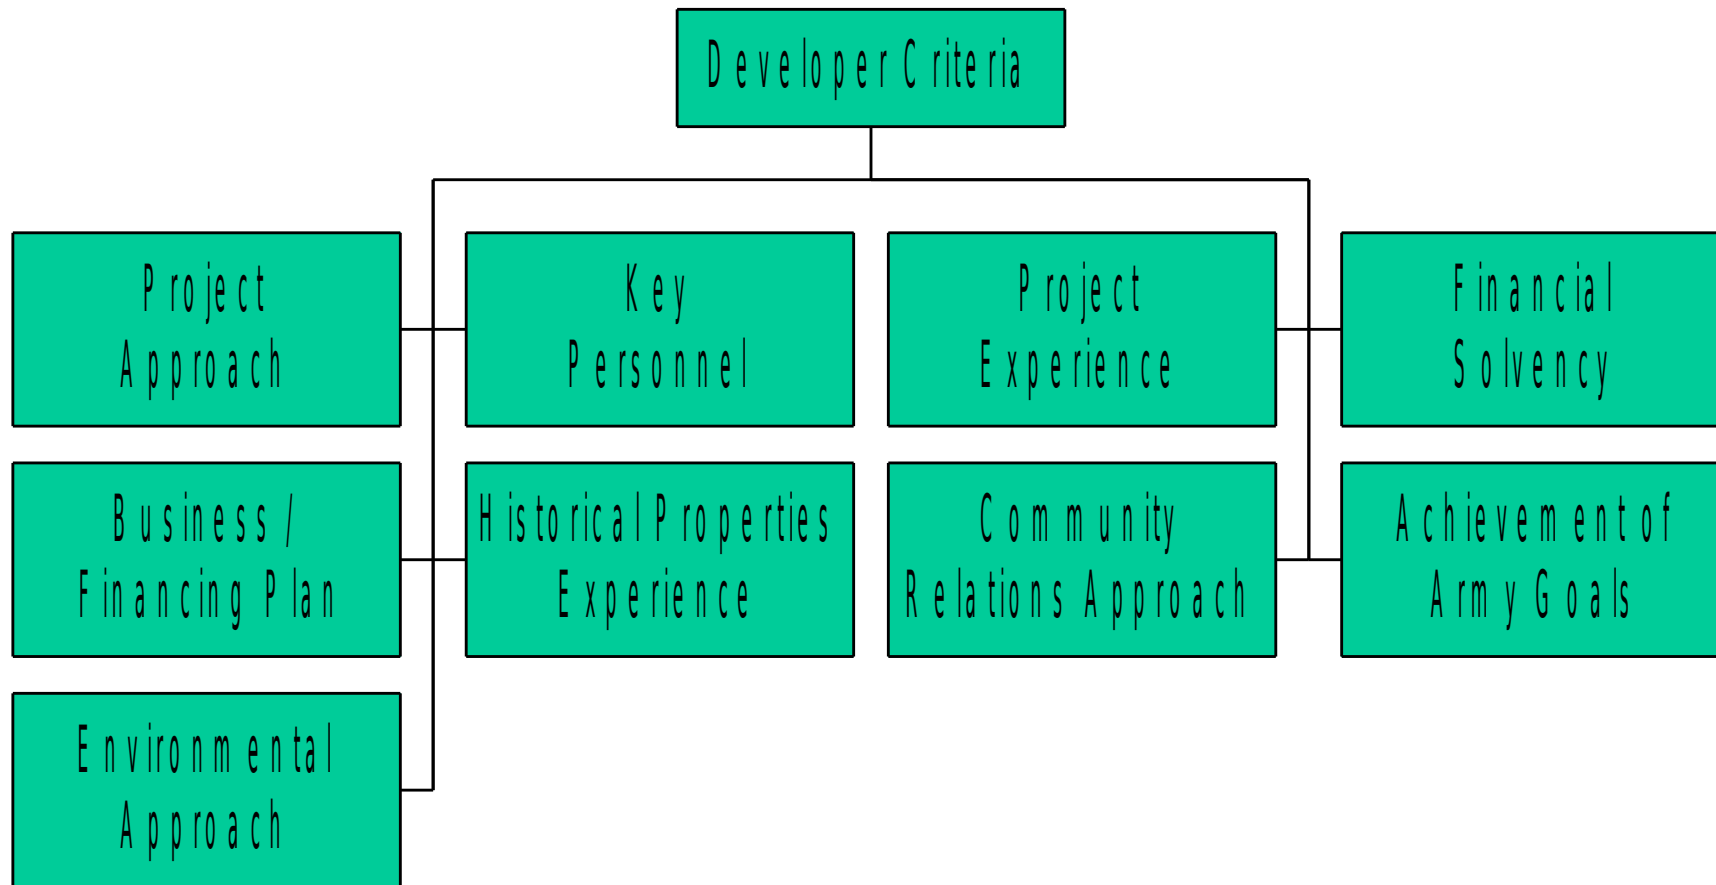 Developer Criteria
Project
Approach
Key
Personnel
Project
Experience
Financial
Solvency
Business /
Financing Plan
Historical Properties
Experience
Community
Relations Approach
Achievement of
Army Goals
Environmental
Approach